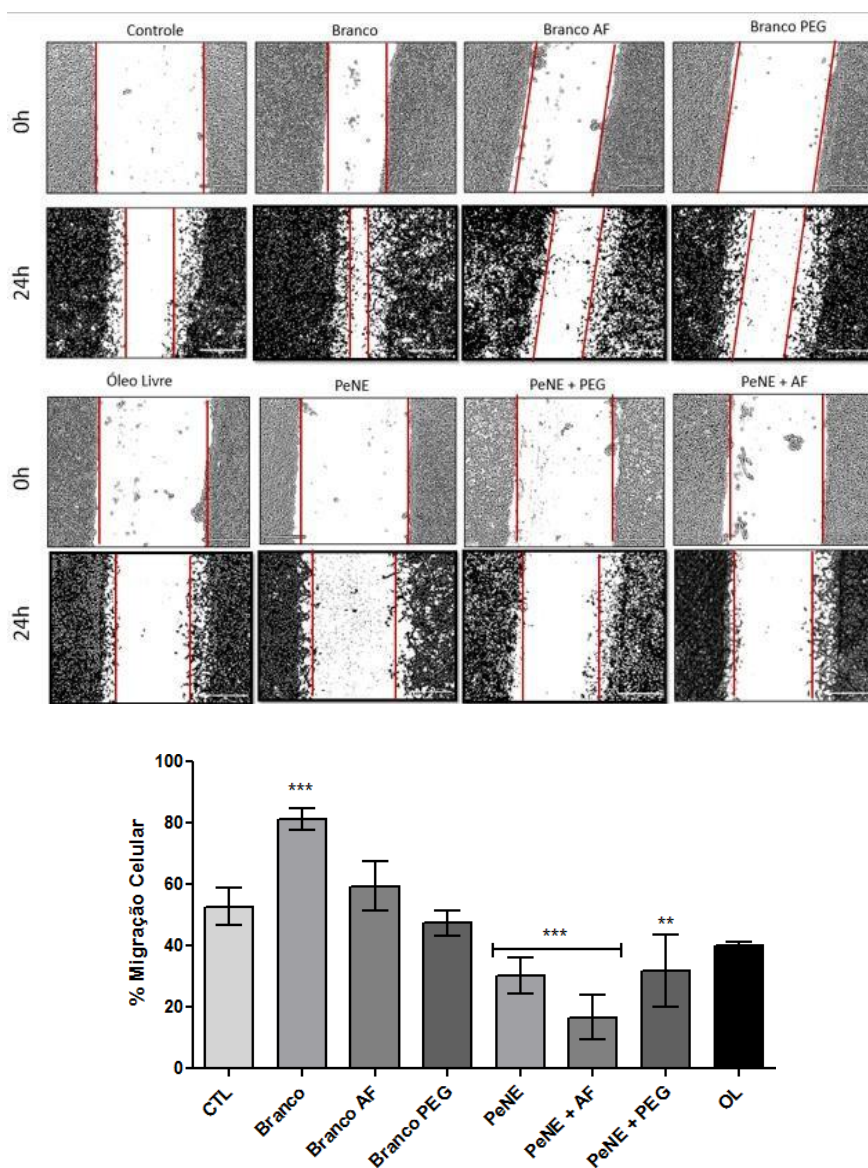 Controle Branco Branco AF Branco PEG
0h
24h
Óleo Livre PeNE PeNE + PEG PeNE + AF
0h
24h
% Migração Celular
100
80
60
40
20
0
***
***
**
CTL
Branco
Branco AF
Branco PEG
PeNE
PeNE + AF
PeNE + PEG
OL